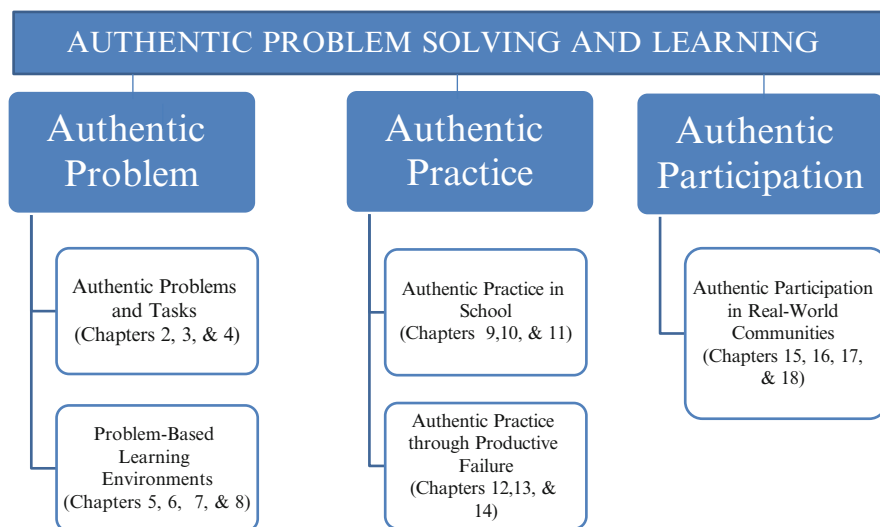 AUTHENTIC PROBLEM SOLVING AND LEARNING
Authentic
Problem
Authentic Problems
and Tasks
(Chapters 2, 3, & 4)
Problem-Based
Learning
Environments
(Chapters 5, 6, 7, & 8)
Authentic
Practice
Authentic Practice in
School
(Chapters 9,10, & 11)
Authentic Practice
through Productive
Failure
(Chapters 12,13, &
14)
Authentic
Participation
Authentic Participation
in Real-World
Communities
(Chapters 15, 16, 17,
& 18)